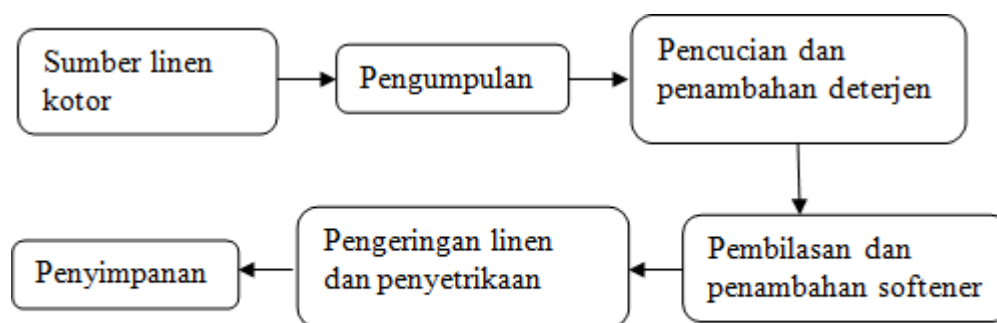 Sumber linen
kotor
Pengumpulan
Pencucian dan
penambahan deterjen
Pembilasan dan
penambahan softener
Pengeringan linen
dan penyetrikaan
Penyimpanan